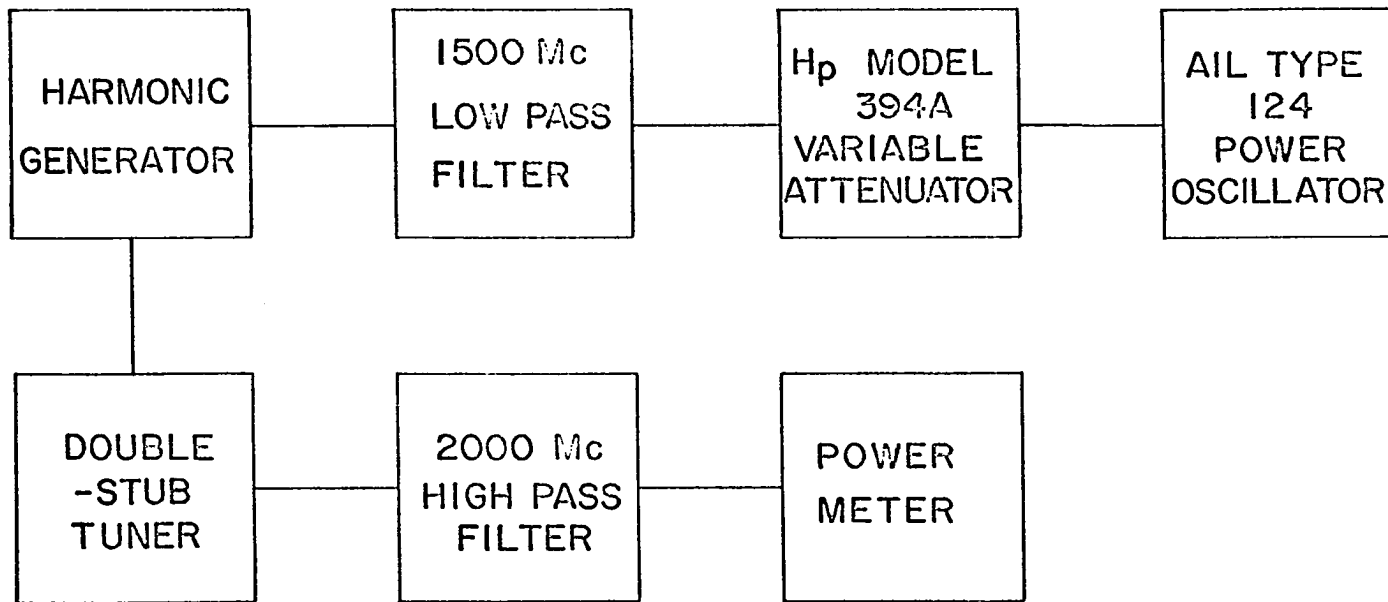 HARMONIC
GENERATOR
1500 Mc
LOW PASS
FILTER
Hp MODEL
394A
VARIABLE
ATTENUATOR
AIL TYPE
124
POWER
OSCILLATOR
DOUBLE
-STUB
TUNER
2000 Mc
HIGH PASS
FILTER
POWER
METER